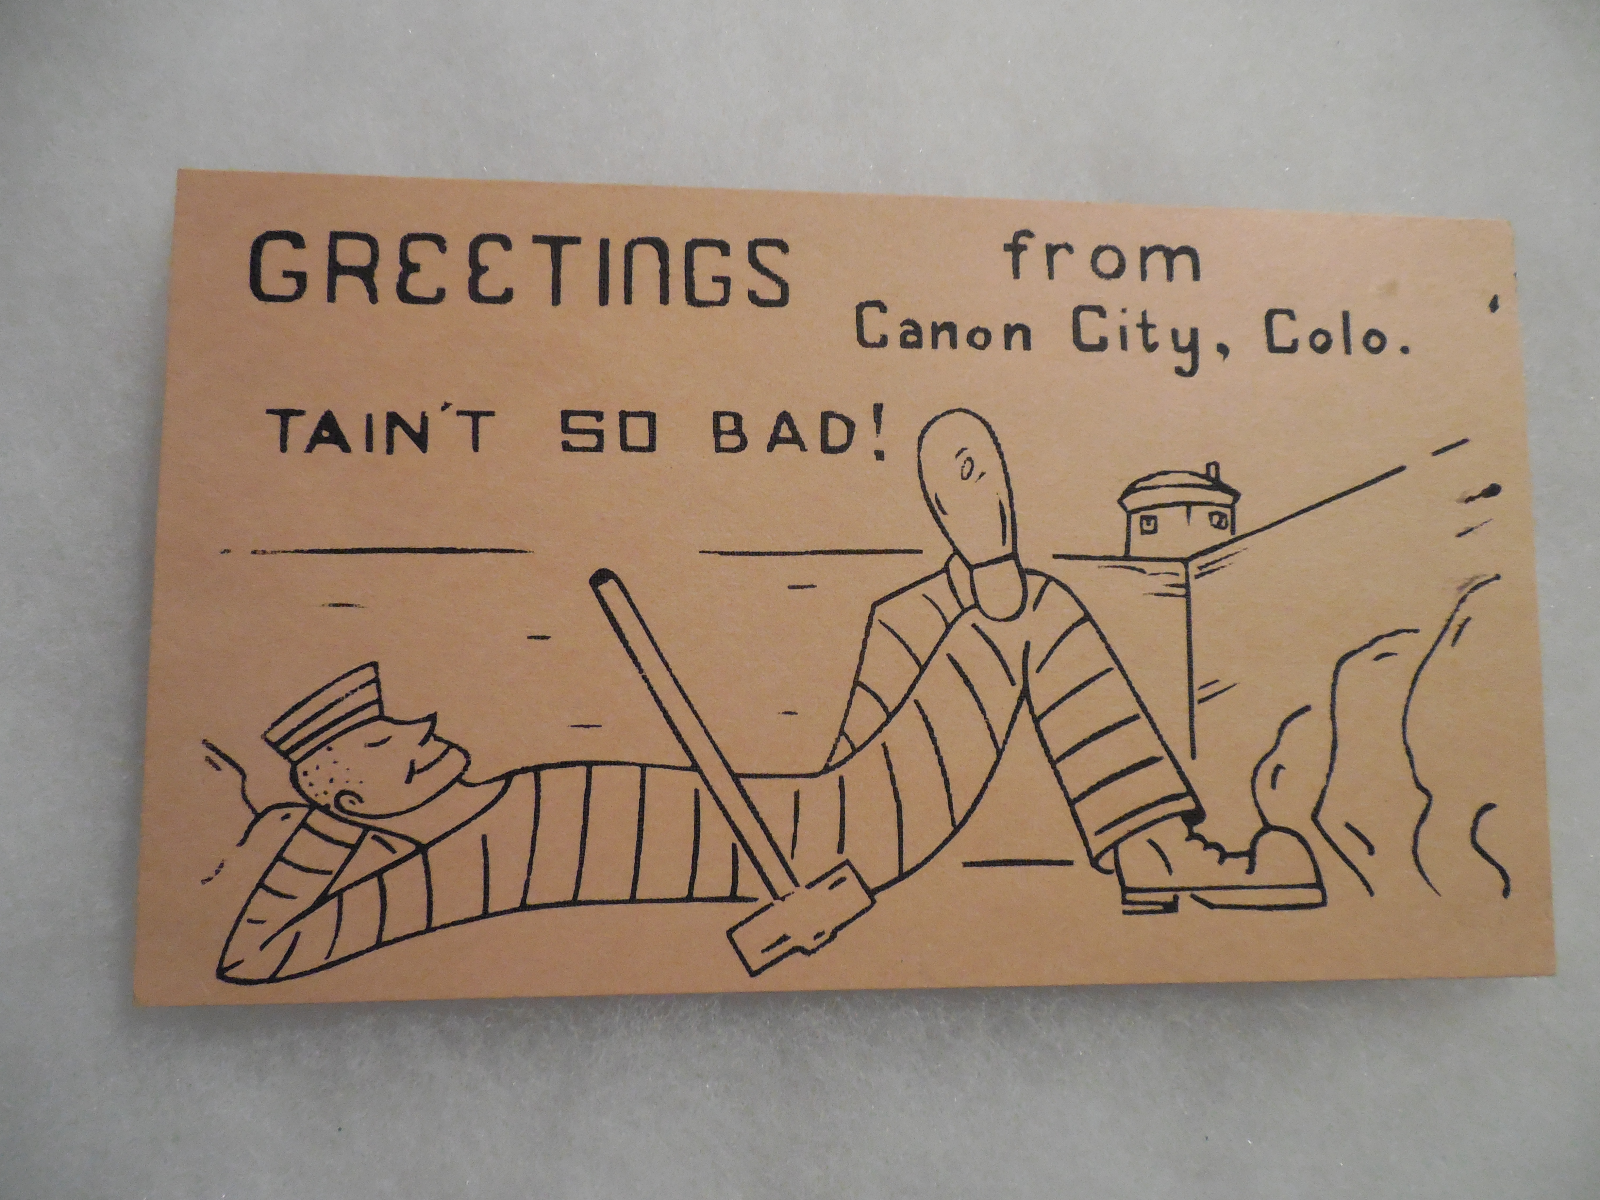 GREETINGS from
Canon City, Colo.
TAIN'T SO BAD!